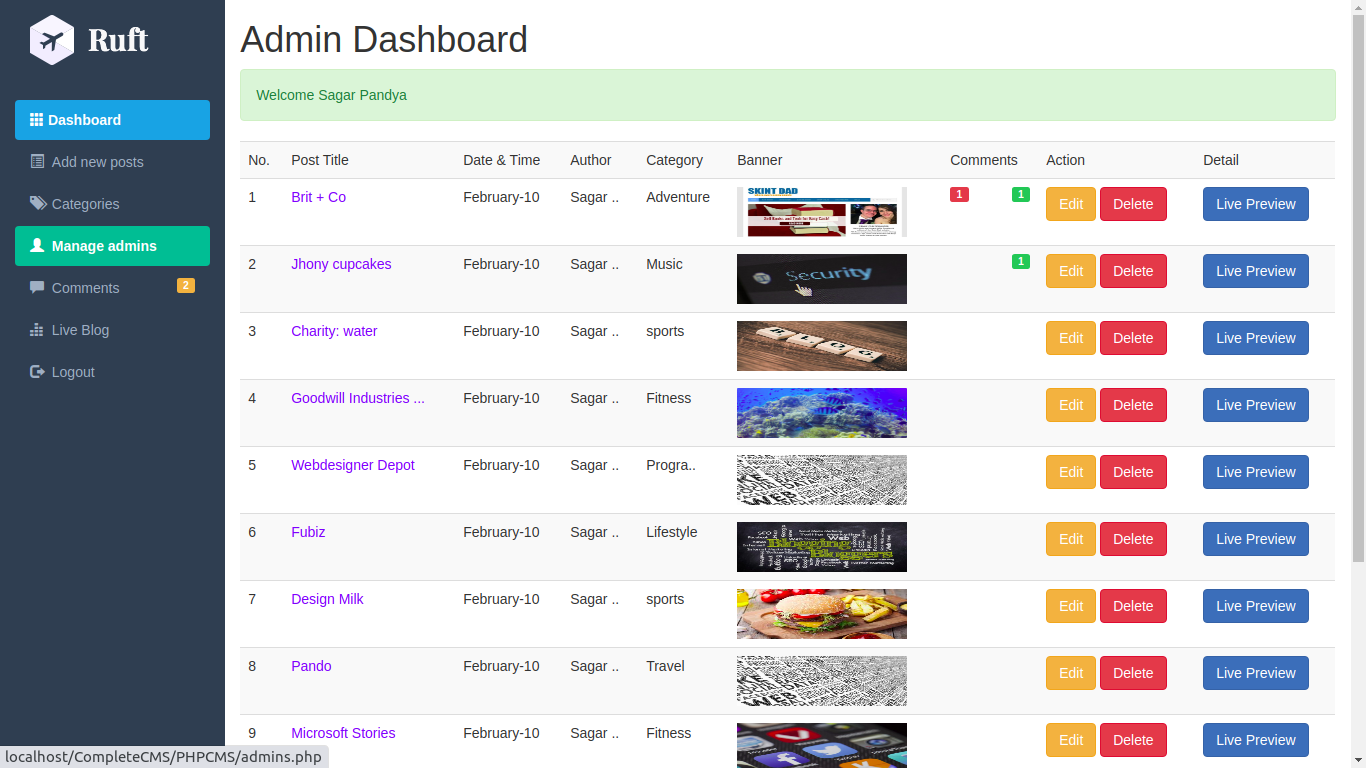 Ruft
Dashboard
Add new posts
Categories
Manage admins
Comments 2
Live Blog
Logout
Admin Dashboard
Welcome Sagar Pandya
No. Post Title Date & Time Author Category Banner Comments Action Detail
1 Brit + Co February-10 Sagar .. Adventure SKINT DAD 1 1 Edit Delete Live Preview
2 Jhony cupcakes February-10 Sagar .. Music Security 1 Edit Delete Live Preview
3 Charity: water February-10 Sagar .. sports BLOG Edit Delete Live Preview
4 Goodwill Industries ... February-10 Sagar .. Fitness Edit Delete Live Preview
5 Webdesigner Depot February-10 Sagar .. Progra.. WEB Edit Delete Live Preview
6 Fubiz February-10 Sagar .. Lifestyle Blogging Web Bloggers Edit Delete Live Preview
7 Design Milk February-10 Sagar .. sports Edit Delete Live Preview
8 Pando February-10 Sagar .. Travel WEB Edit Delete Live Preview
9 Microsoft Stories February-10 Sagar .. Fitness Edit Delete Live Preview
localhost/CompleteCMS/PHPCMS/admins.php